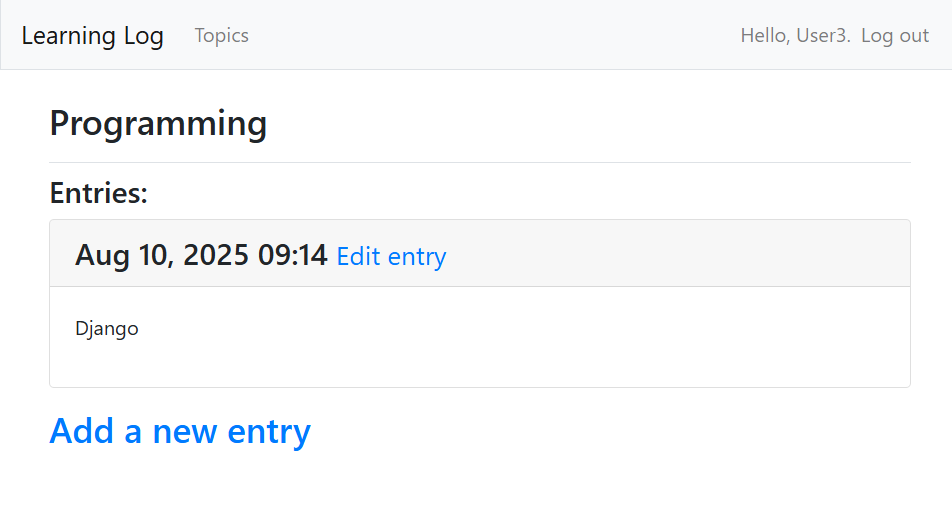 Learning Log Topics Hello, User3. Log out
Programming
Entries:
Aug 10, 2025 09:14 Edit entry
Django
Add a new entry